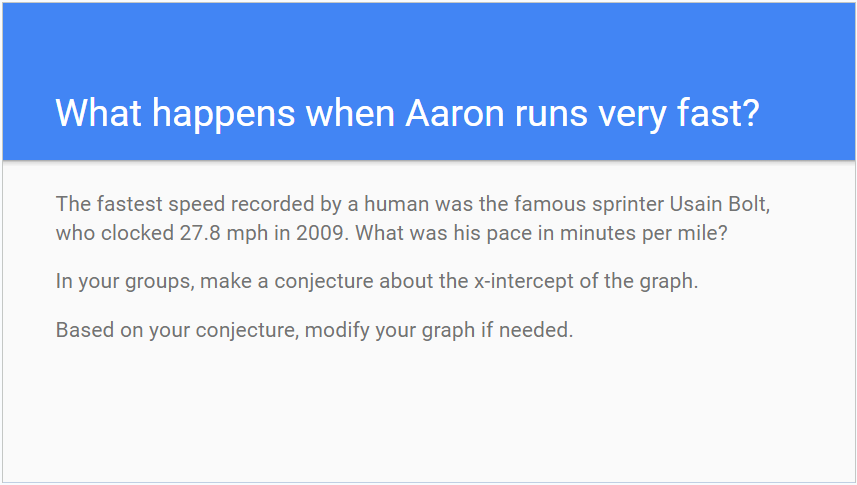 What happens when Aaron runs very fast?
The fastest speed recorded by a human was the famous sprinter Usain Bolt,
who clocked 27.8 mph in 2009. What was his pace in minutes per mile?
In your groups, make a conjecture about the x-intercept of the graph.
Based on your conjecture, modify your graph if needed.